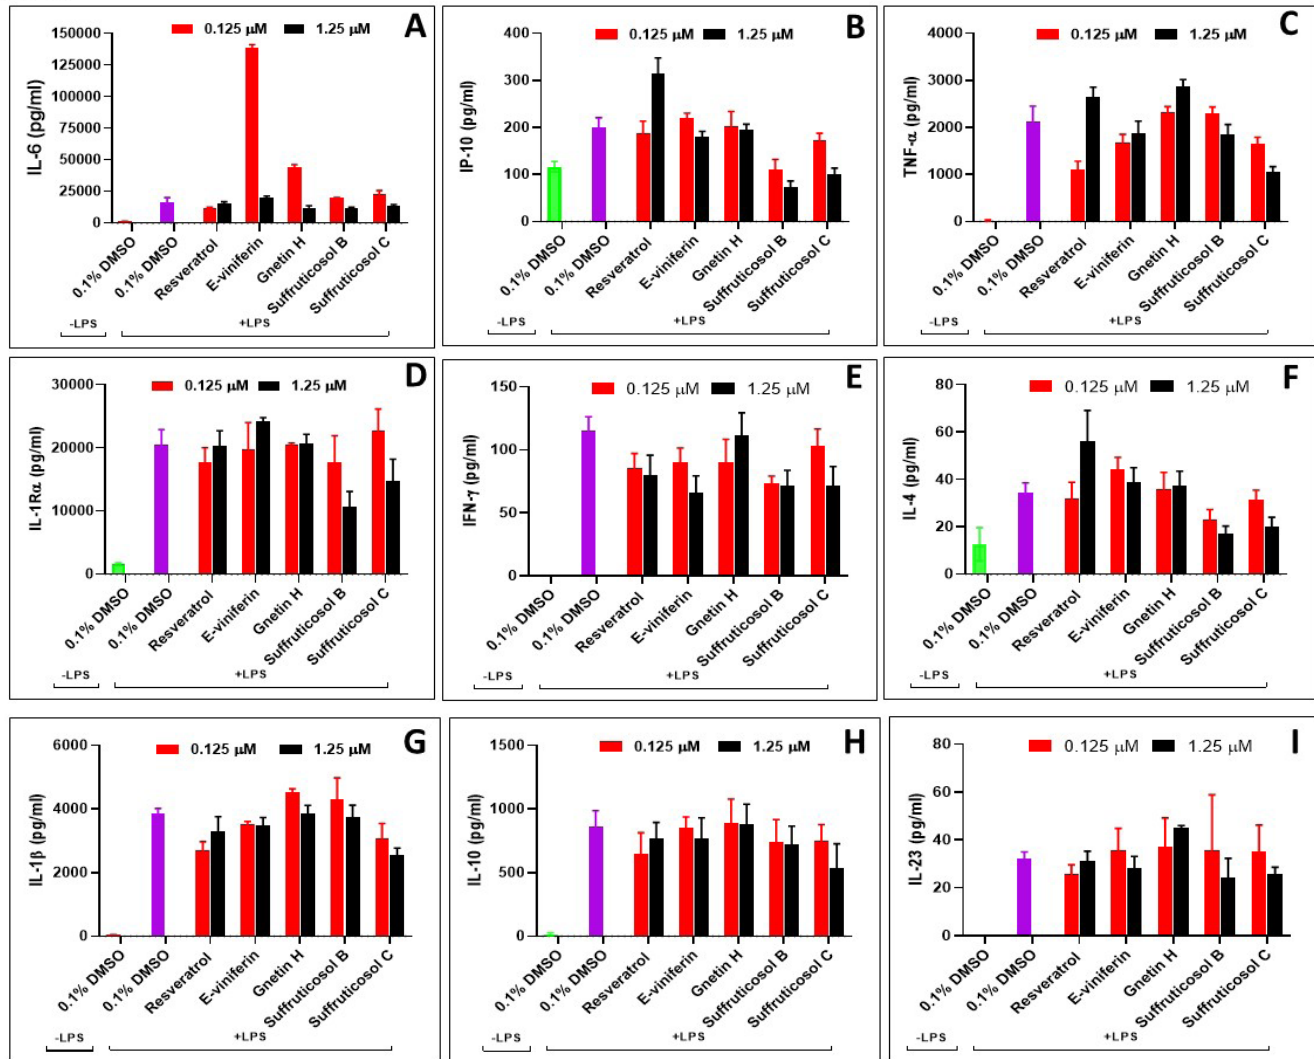 0.125 µM 1.25 µM A
IL-6 (pg/ml)
150000
125000
100000
75000
50000
25000
0
0.1% DMSO
0.1% DMSO
Resveratrol
E-viniferin
Gnetin H
Suffruticosol B
Suffruticosol C
-LPS +LPS
0.125 µM 1.25 µM B
IP-10 (pg/ml)
400
300
200
100
0
0.1% DMSO
0.1% DMSO
Resveratrol
E-viniferin
Gnetin H
Suffruticosol B
Suffruticosol C
-LPS +LPS
0.125 µM 1.25 µM C
TNF-α (pg/ml)
4000
3000
2000
1000
0
0.1% DMSO
0.1% DMSO
Resveratrol
E-viniferin
Gnetin H
Suffruticosol B
Suffruticosol C
-LPS +LPS
0.125 µM 1.25 µM D
IL-1Rα (pg/ml)
30000
20000
10000
0
0.1% DMSO
0.1% DMSO
Resveratrol
E-viniferin
Gnetin H
Suffruticosol B
Suffruticosol C
-LPS +LPS
0.125 µM 1.25 µM E
IFN-γ (pg/ml)
150
100
50
0
0.1% DMSO
0.1% DMSO
Resveratrol
E-viniferin
Gnetin H
Suffruticosol B
Suffruticosol C
-LPS +LPS
0.125 µM 1.25 µM F
IL-4 (pg/ml)
80
60
40
20
0
0.1% DMSO
0.1% DMSO
Resveratrol
E-viniferin
Gnetin H
Suffruticosol B
Suffruticosol C
-LPS +LPS
0.125 µM 1.25 µM G
IL-1β (pg/ml)
6000
4000
2000
0
0.1% DMSO
0.1% DMSO
Resveratrol
E-viniferin
Gnetin H
Suffruticosol B
Suffruticosol C
-LPS +LPS
0.125 µM 1.25 µM H
IL-10 (pg/ml)
1500
1000
500
0
0.1% DMSO
0.1% DMSO
Resveratrol
E-viniferin
Gnetin H
Suffruticosol B
Suffruticosol C
-LPS +LPS
0.125 µM 1.25 µM I
IL-23 (pg/ml)
80
60
40
20
0
0.1% DMSO
0.1% DMSO
Resveratrol
E-viniferin
Gnetin H
Suffruticosol B
Suffruticosol C
-LPS +LPS